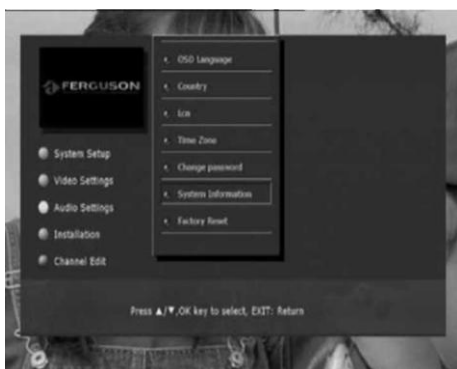 FERGUSON
System Setup
Video Settings
Audio Settings
Installation
Channel Edit
OSD Language
Country
Lcn
Time Zone
Change password
System Information
Factory Reset
Press ▲/▼,OK key to select, EXIT: Return